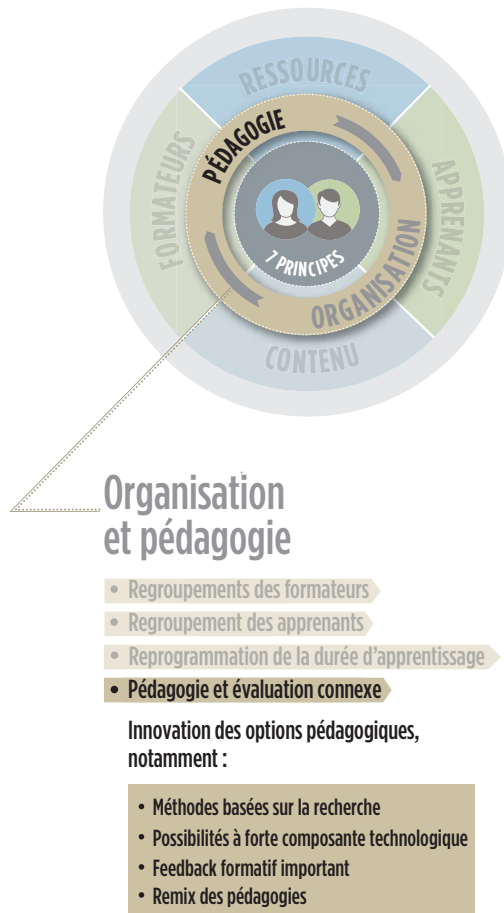 RESSOURCES
PÉDAGOGIE
FORMATEURS
APPRENANTS
7 PRINCIPES
ORGANISATION
CONTENU
Organisation
et pédagogie
• Regroupements des formateurs
• Regroupement des apprenants
• Reprogrammation de la durée d’apprentissage
• Pédagogie et évaluation connexe
Innovation des options pédagogiques,
notamment :
• Méthodes basées sur la recherche
• Possibilités à forte composante technologique
• Feedback formatif important
• Remix des pédagogies